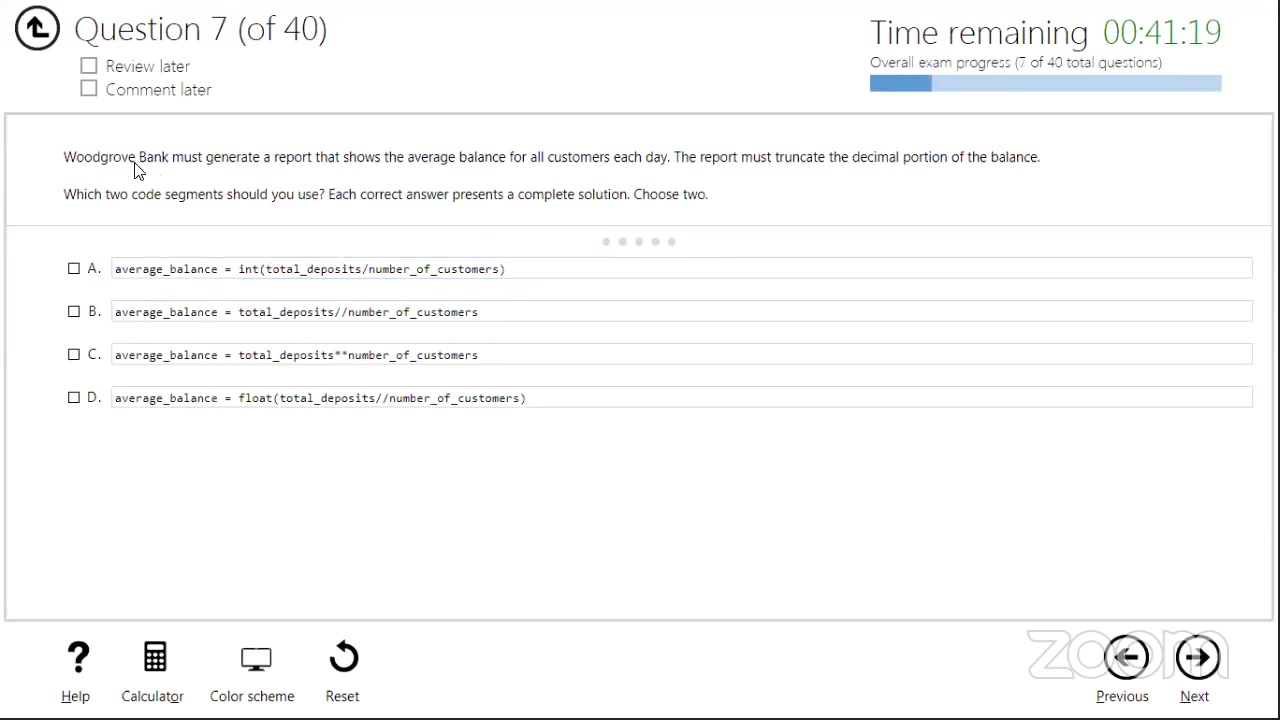 Question 7 (of 40)
Review later
Comment later
Time remaining 00:41:19
Overall exam progress (7 of 40 total questions)
Woodgrove Bank must generate a report that shows the average balance for all customers each day. The report must truncate the decimal portion of the balance.
Which two code segments should you use? Each correct answer presents a complete solution. Choose two.
A. average_balance = int(total_deposits/number_of_customers)
B. average_balance = total_deposits//number_of_customers
C. average_balance = total_deposits**number_of_customers
D. average_balance = float(total_deposits//number_of_customers)
zoom
Help Calculator Color scheme Reset Previous Next